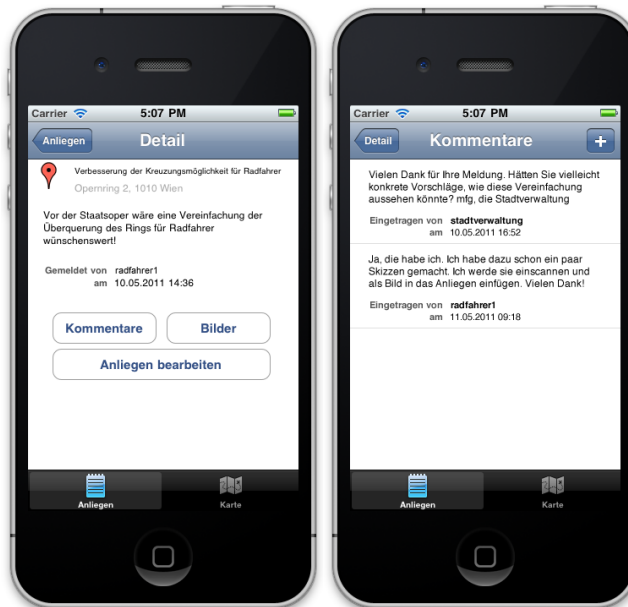 Carrier 5:07 PM
Anliegen Detail
Verbesserung der Kreuzungsmöglichkeit für Radfahrer
Opernring 2, 1010 Wien
Vor der Staatsoper wäre eine Vereinfachung der
Überquerung des Rings für Radfahrer
wünschenswert!
Gemeldet von radfahrer1
am 10.05.2011 14:36
Kommentare Bilder
Anliegen bearbeiten
Anliegen Karte
Carrier 5:07 PM
Detail Kommentare +
Vielen Dank für Ihre Meldung. Hätten Sie vielleicht
konkrete Vorschläge, wie diese Vereinfachung
aussehen könnte? mfg, die Stadtverwaltung
Eingetragen von stadtverwaltung
am 10.05.2011 16:52
Ja, die habe ich. Ich habe dazu schon ein paar
Skizzen gemacht. Ich werde sie einscannen und
als Bild in das Anliegen einfügen. Vielen Dank!
Eingetragen von radfahrer1
am 11.05.2011 09:18
Anliegen Karte